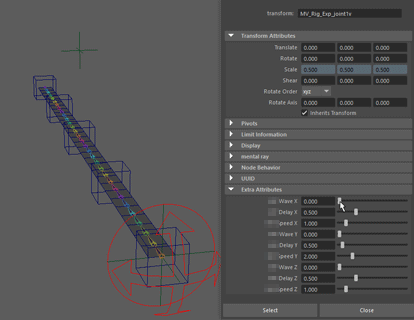 transform: MV_Rig_Exp_joint1v
Transform Attributes
Translate 0.000 0.000 0.000
Rotate 0.000 0.000 0.000
Scale 0.500 0.500 0.500
Shear 0.000 0.000 0.000
Rotate Order xyz
Rotate Axis 0.000 0.000 0.000
Inherits Transform
Pivots
Limit Information
Display
mental ray
Node Behavior
UUID
Extra Attributes
Wave X 0.000
Delay X 0.500
speed X 1.000
Wave Y 0.000
Delay Y 0.500
speed Y 2.000
Wave Z 0.000
Delay Z 0.500
speed Z 1.000
Select Close